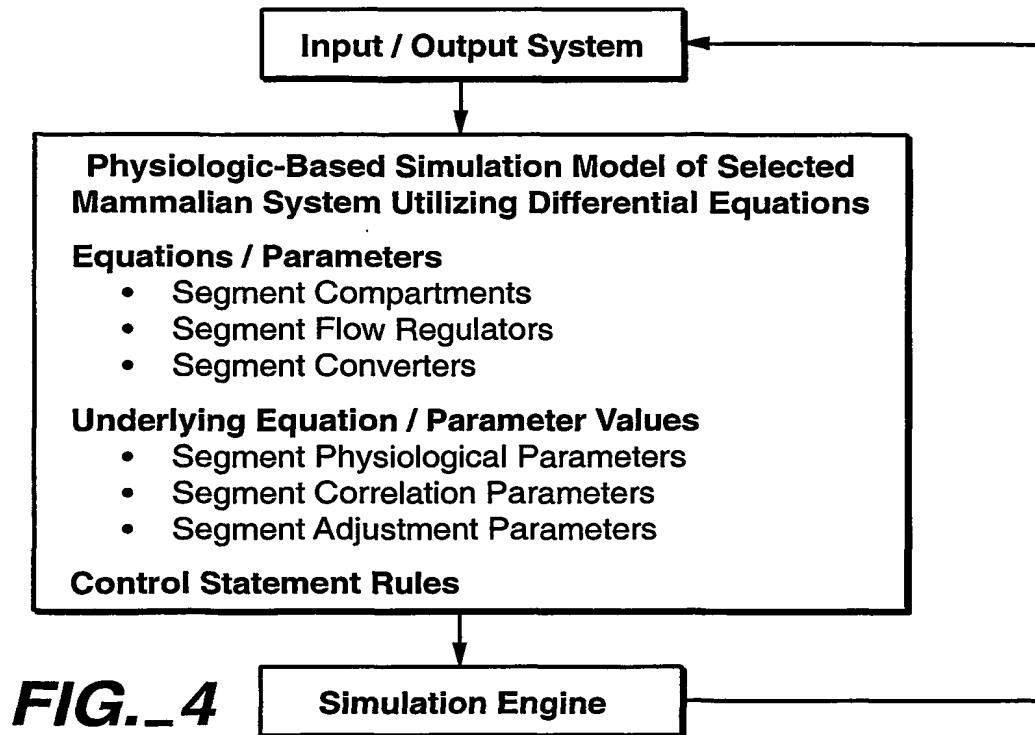 Input / Output System
Physiologic-Based Simulation Model of Selected
Mammalian System Utilizing Differential Equations
Equations / Parameters
• Segment Compartments
• Segment Flow Regulators
• Segment Converters
Underlying Equation / Parameter Values
• Segment Physiological Parameters
• Segment Correlation Parameters
• Segment Adjustment Parameters
Control Statement Rules
Simulation Engine
FIG._4